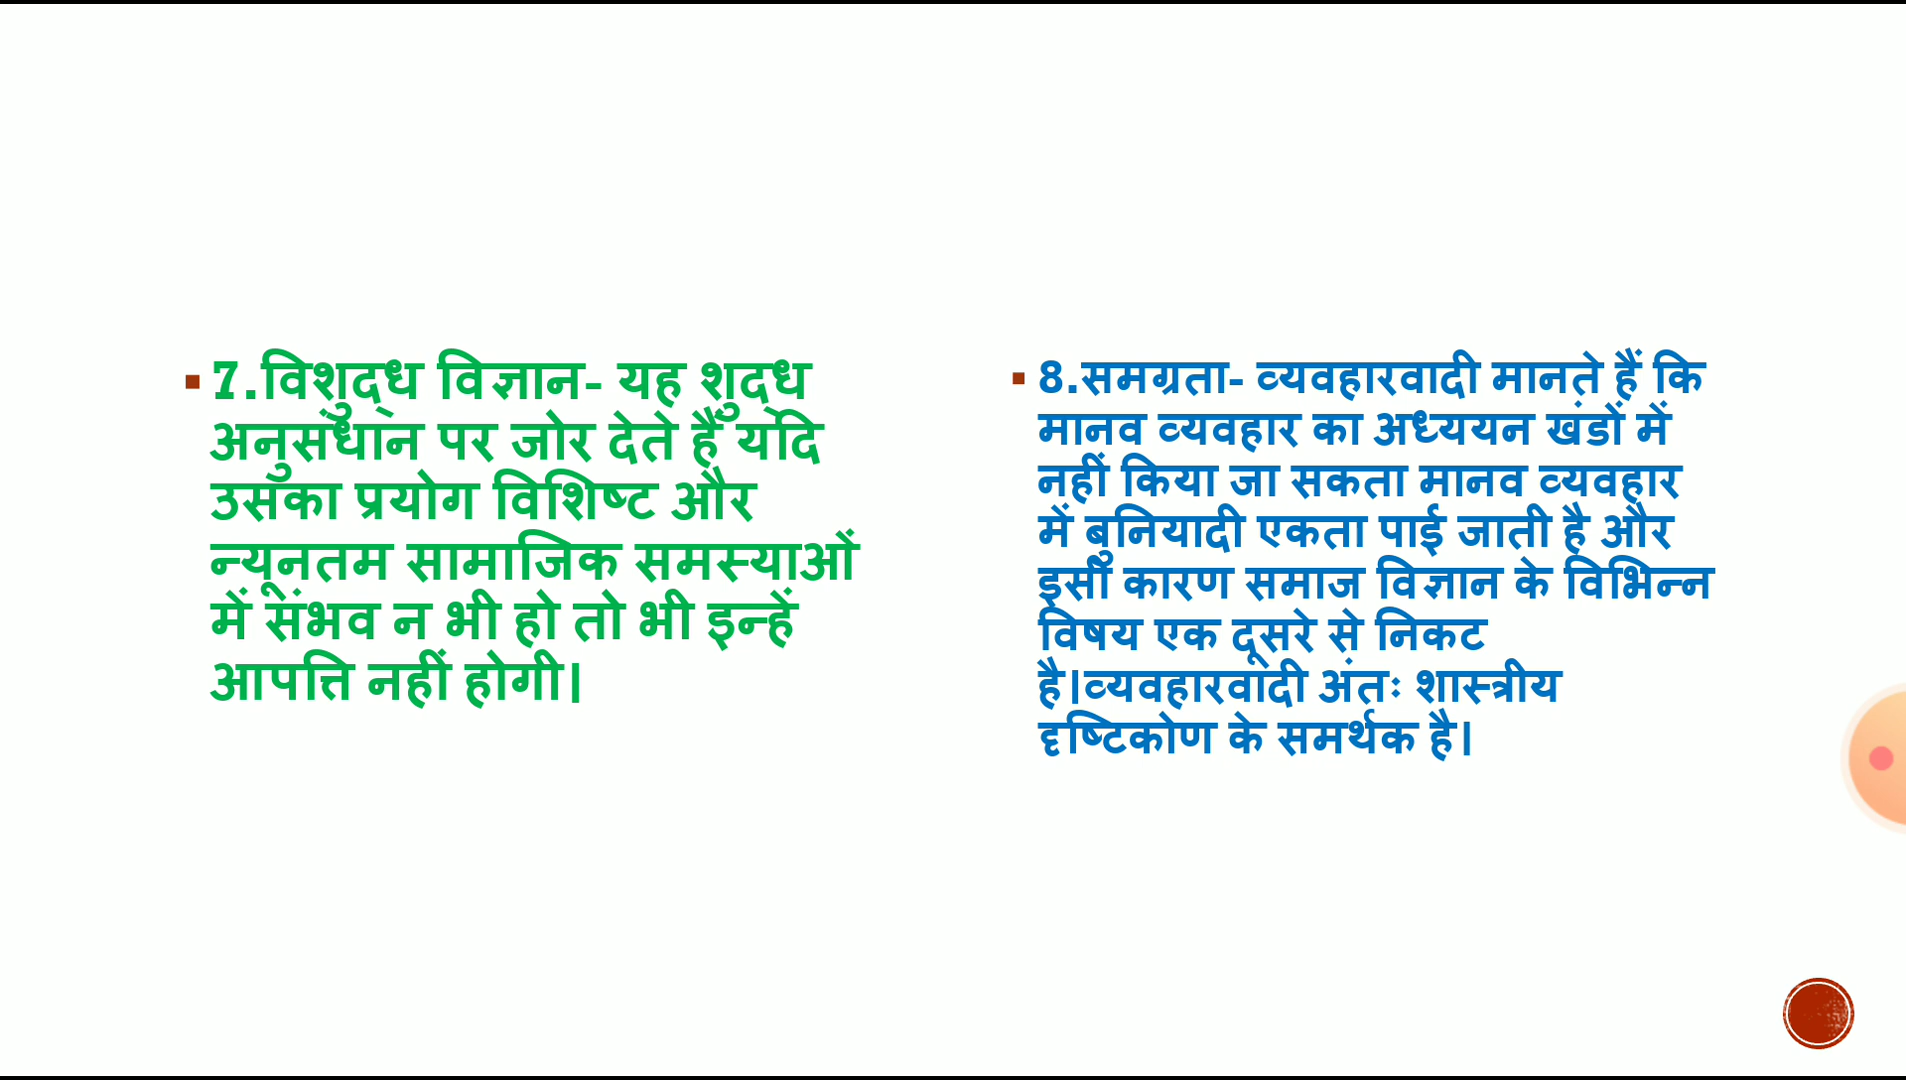 7.विशुद्ध विज्ञान- यह शुद्ध
अनुसंधान पर जोर देते हैं यदि
उसका प्रयोग विशिष्ट और
न्यूनतम सामाजिक समस्याओं
में संभव न भी हो तो भी इन्हें
आपत्ति नहीं होगी।
8.समग्रता- व्यवहारवादी मानते हैं कि
मानव व्यवहार का अध्ययन खंडों में
नहीं किया जा सकता मानव व्यवहार
में बुनियादी एकता पाई जाती है और
इसी कारण समाज विज्ञान के विभिन्न
विषय एक दूसरे से निकट
है।व्यवहारवादी अंतः शास्त्रीय
दृष्टिकोण के समर्थक है।